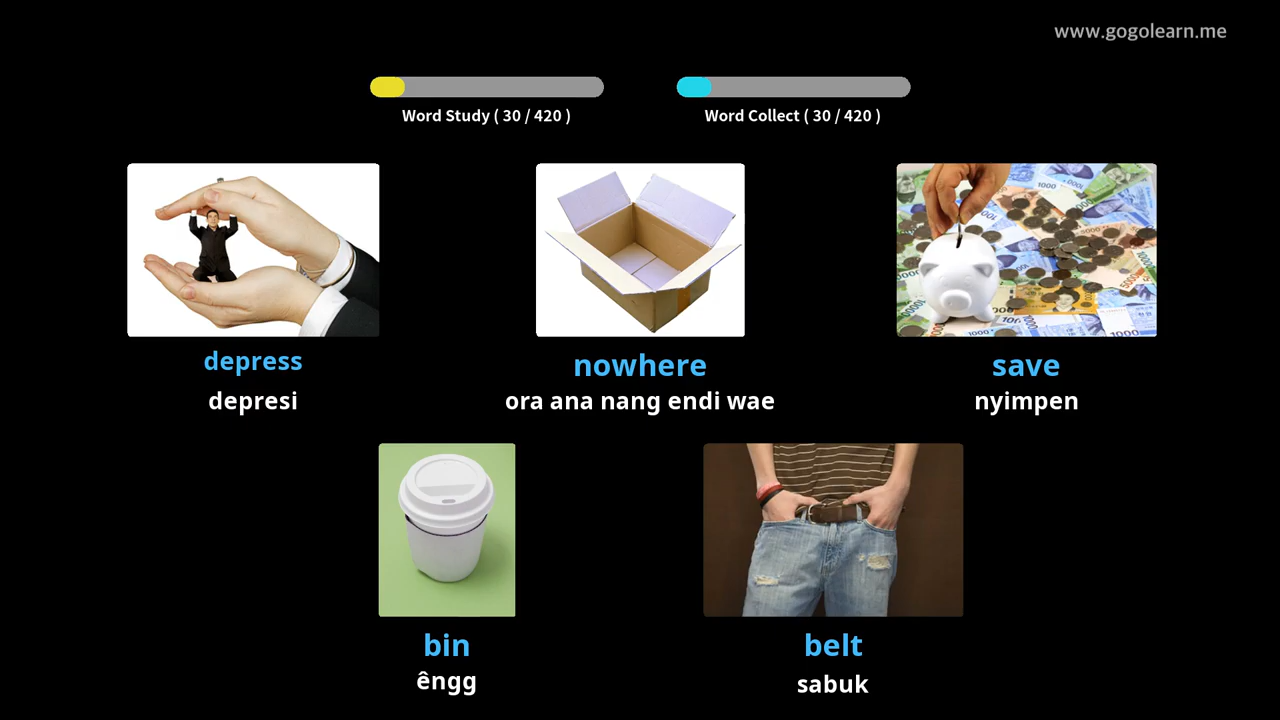 www.gogolearn.me
Word Study ( 30 / 420 )
Word Collect ( 30 / 420 )
depress
depresi
nowhere
ora ana nang endi wae
save
nyimpen
bin
êngg
belt
sabuk